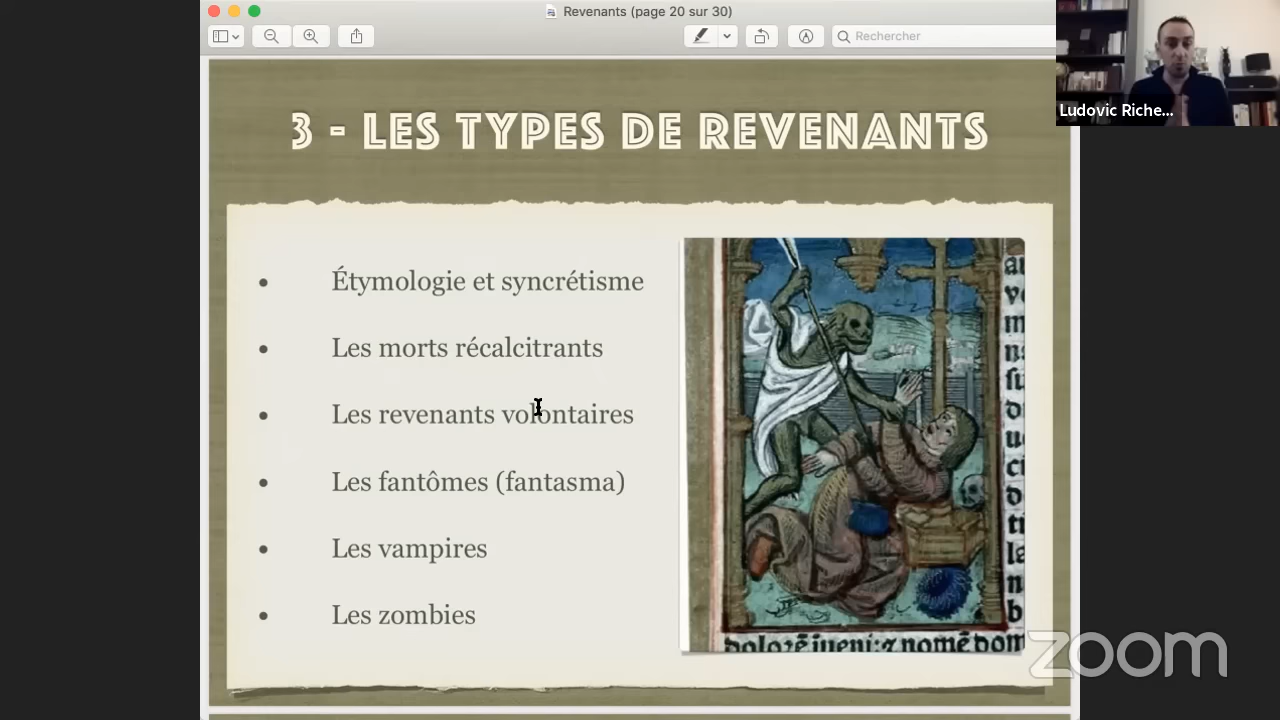 Revenants (page 20 sur 30)
Rechercher
Ludovic Riche...
3 - LES TYPES DE REVENANTS
• Étymologie et syncrétisme
• Les morts récalcitrants
• Les revenants volontaires
• Les fantômes (fantasma)
• Les vampires
• Les zombies
zoom